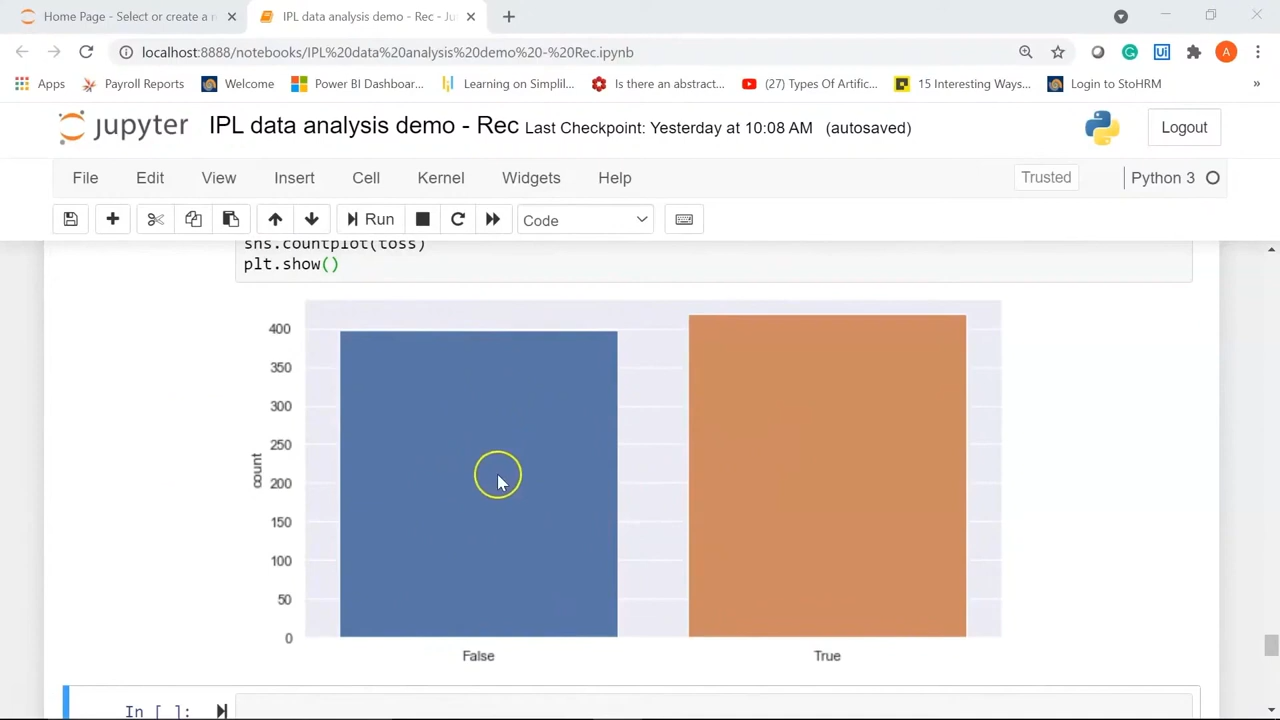 Home Page - Select or create a n
IPL data analysis demo - Rec - Ju
localhost:8888/notebooks/IPL%20data%20analysis%20demo%20-%20Rec.ipynb
Ui
A
Apps
Payroll Reports
Welcome
Power BI Dashboar...
Learning on Simplil...
Is there an abstract...
(27) Types Of Artific...
15 Interesting Ways...
Login to StoHRM
»
jupyter
IPL data analysis demo - Rec
Last Checkpoint: Yesterday at 10:08 AM (autosaved)
Logout
File
Edit
View
Insert
Cell
Kernel
Widgets
Help
Trusted
Python 3
Run
Code
sns.countplot(toss)
plt.show()
400
350
300
250
200
150
100
50
0
count
False
True
In [ ]: